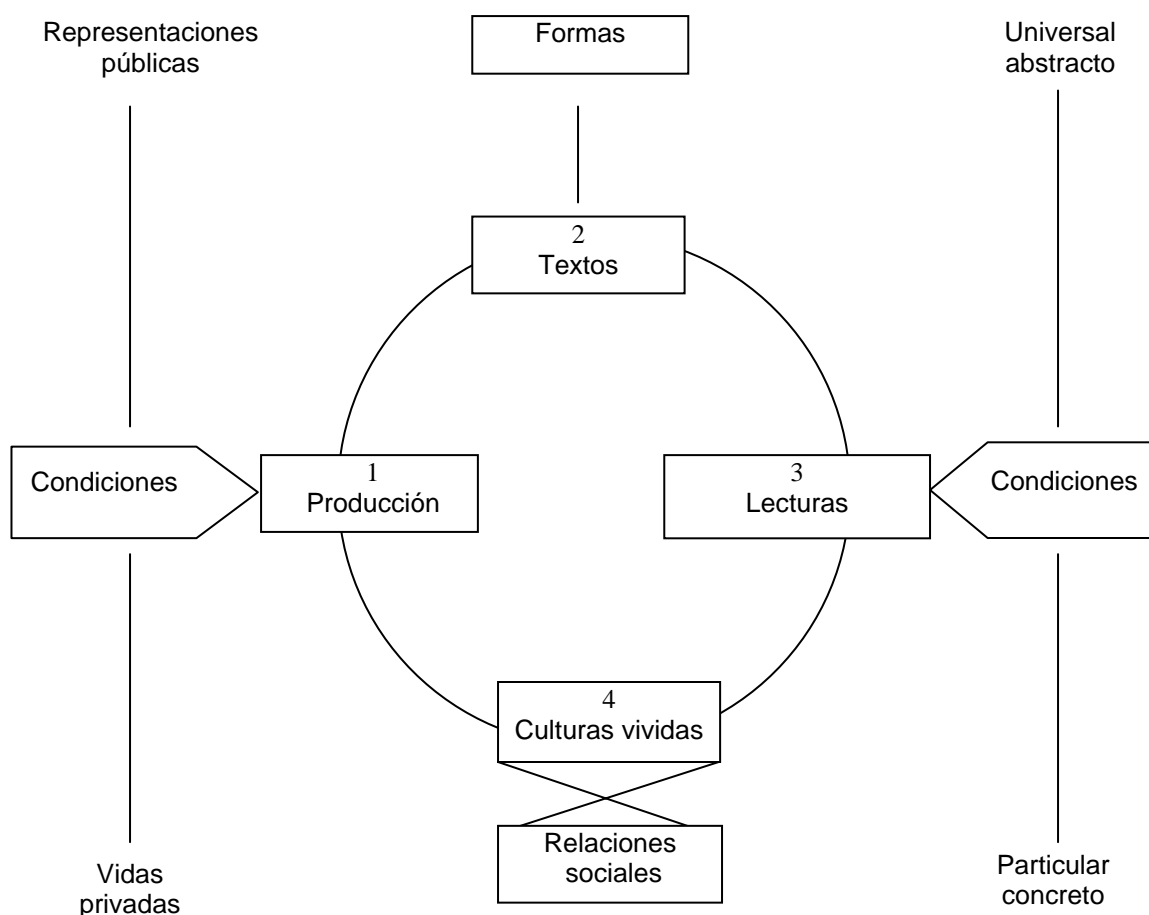 Representaciones
públicas
Formas
Universal
abstracto
2
Textos
Condiciones
1
Producción
3
Lecturas
Condiciones
4
Culturas vividas
Relaciones
sociales
Vidas
privadas
Particular
concreto